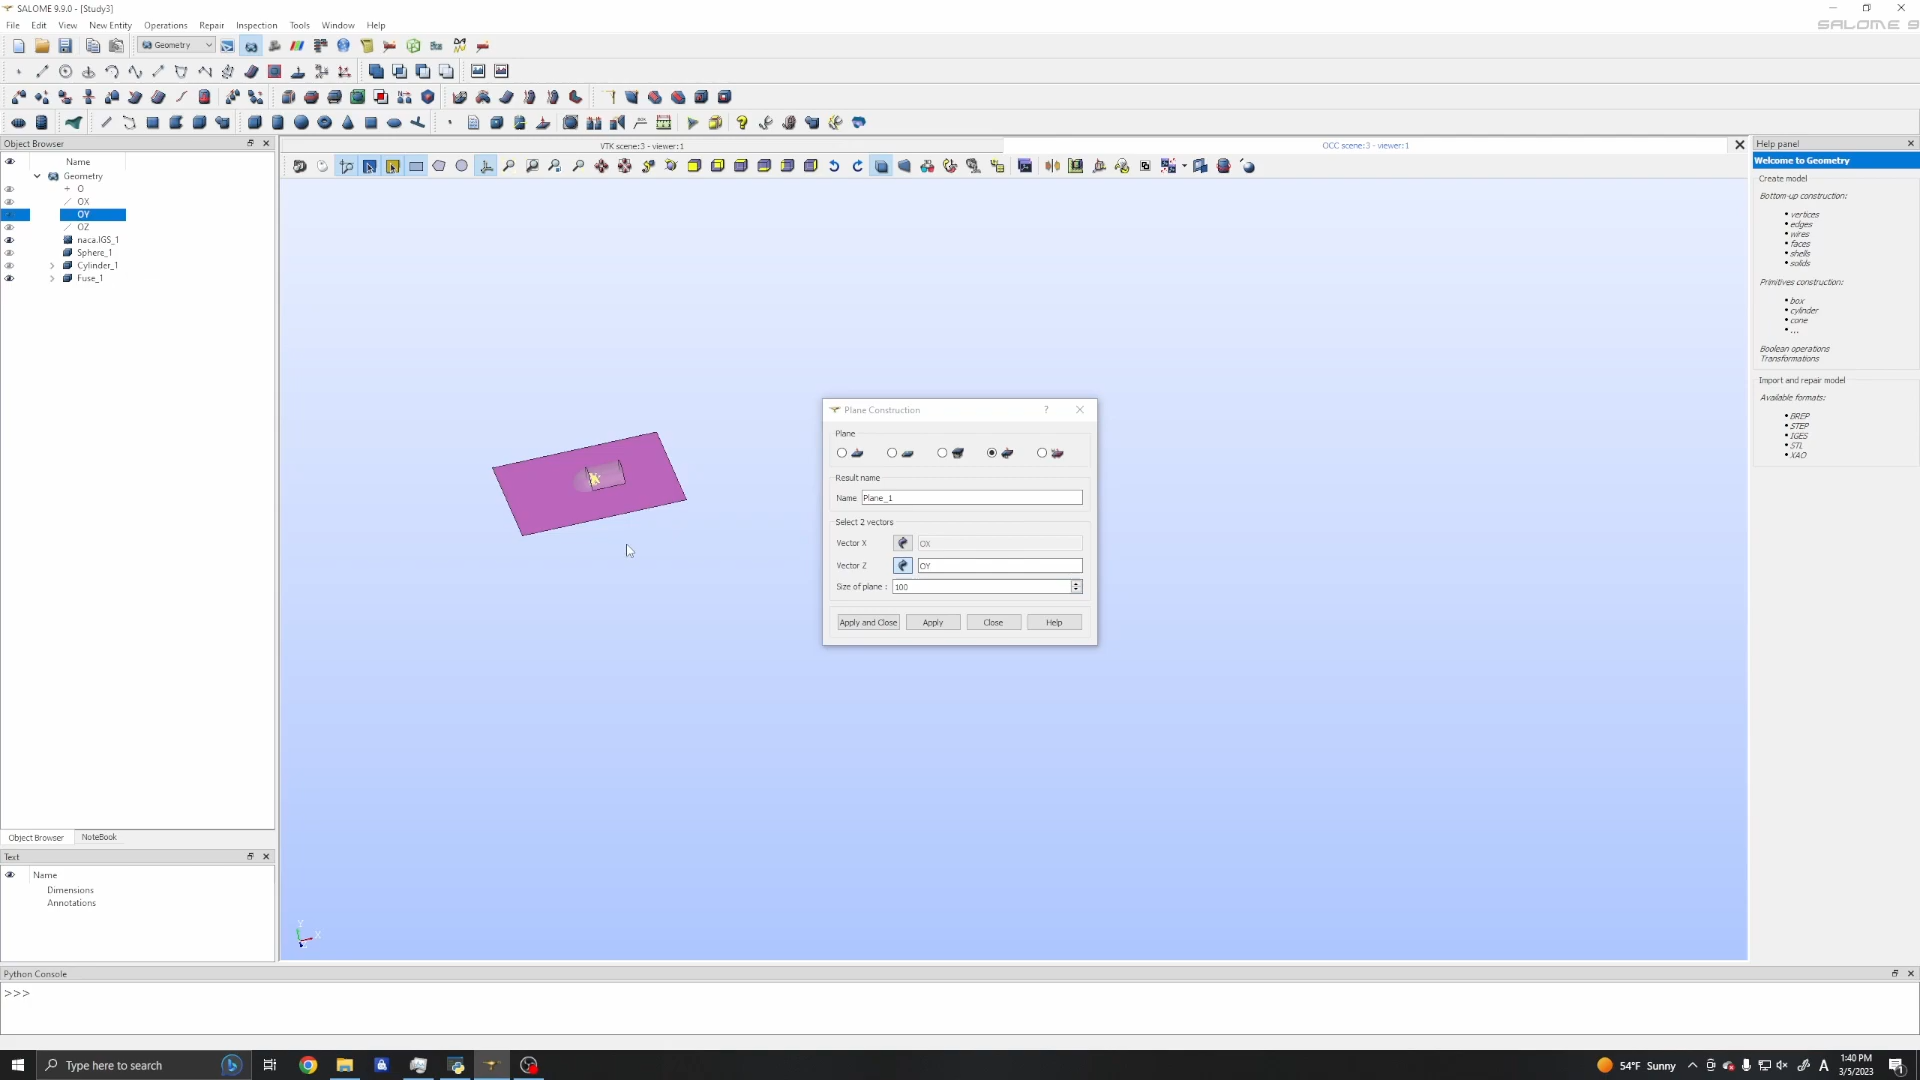 SALOME 9.9.0 - [Study3]
File Edit View New Entity Operations Repair Inspection Tools Window Help
SALOME 9
Geometry
Object Browser
Name
Geometry
O
OX
OY
OZ
naca.IGS_1
Sphere_1
Cylinder_1
Fuse_1
Object Browser NoteBook
Text
Name
Dimensions
Annotations
VTK scene:3 - viewer:1
OCC scene:3 - viewer:1
Y
X
Plane Construction
Plane
Result name
Name Plane_1
Select 2 vectors
Vector X OX
Vector Z OY
Size of plane : 100
Apply and Close Apply Close Help
Help panel
Welcome to Geometry
Create model
Bottom-up construction:
vertices
edges
wires
faces
shells
solids
Primitives construction:
box
cylinder
cone
...
Boolean operations
Transformations
Import and repair model
Available formats:
BREP
STEP
IGES
STL
XAO
Python Console
>>>
Type here to search
54°F Sunny
A
1:40 PM
3/5/2023
1